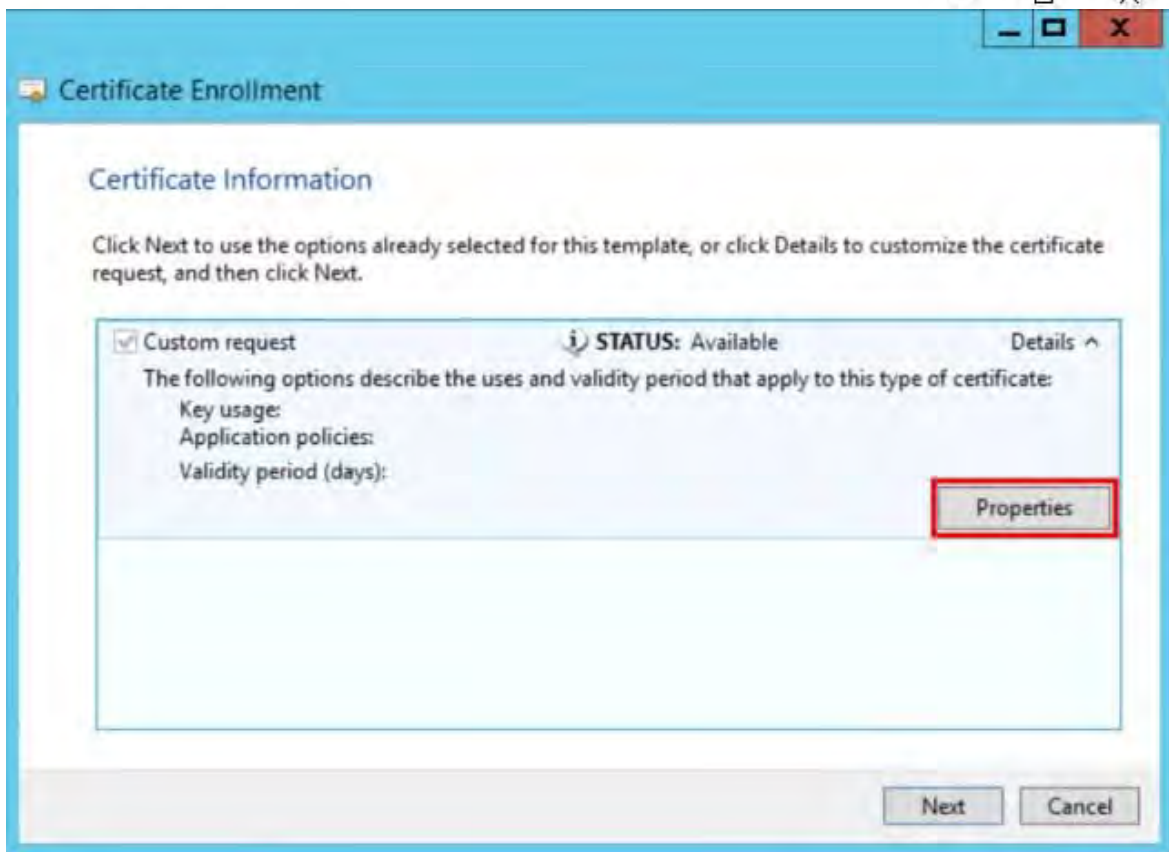 Certificate Enrollment
Certificate Information
Click Next to use the options already selected for this template, or click Details to customize the certificate
request, and then click Next.
Custom request STATUS: Available Details
The following options describe the uses and validity period that apply to this type of certificate:
Key usage:
Application policies:
Validity period (days):
Properties
Next Cancel